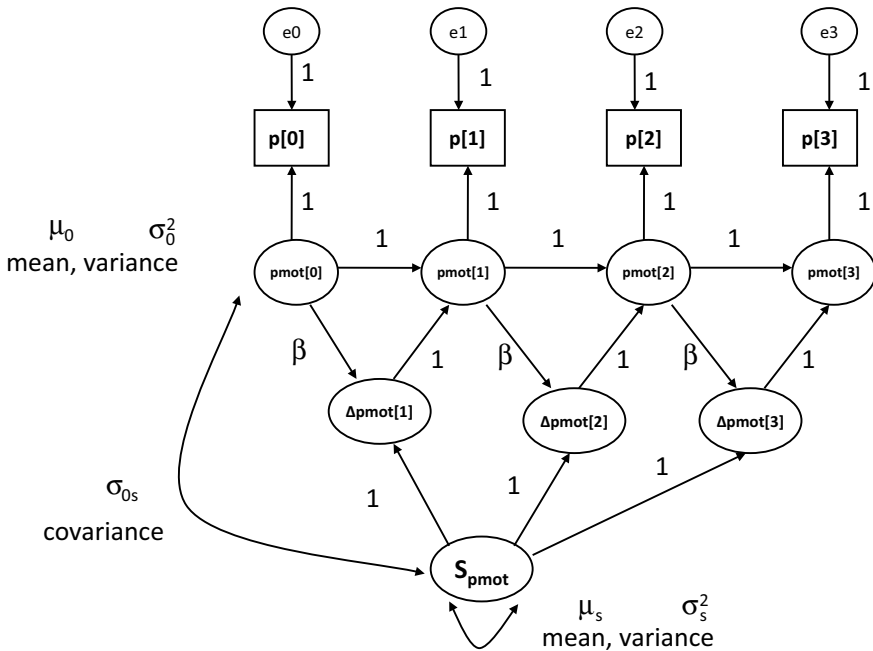 e0 e1 e2 e3
1 1 1 1
p[0] p[1] p[2] p[3]
1 1 1 1
μ₀ σ₀² 1 1 1
mean, variance
pmot[0] pmot[1] pmot[2] pmot[3]
β 1 β 1 β 1
Δpmot[1] Δpmot[2] Δpmot[3]
σ₀ₛ 1 1 1
covariance
Sₚₘₒₜ
μₛ σₛ²
mean, variance